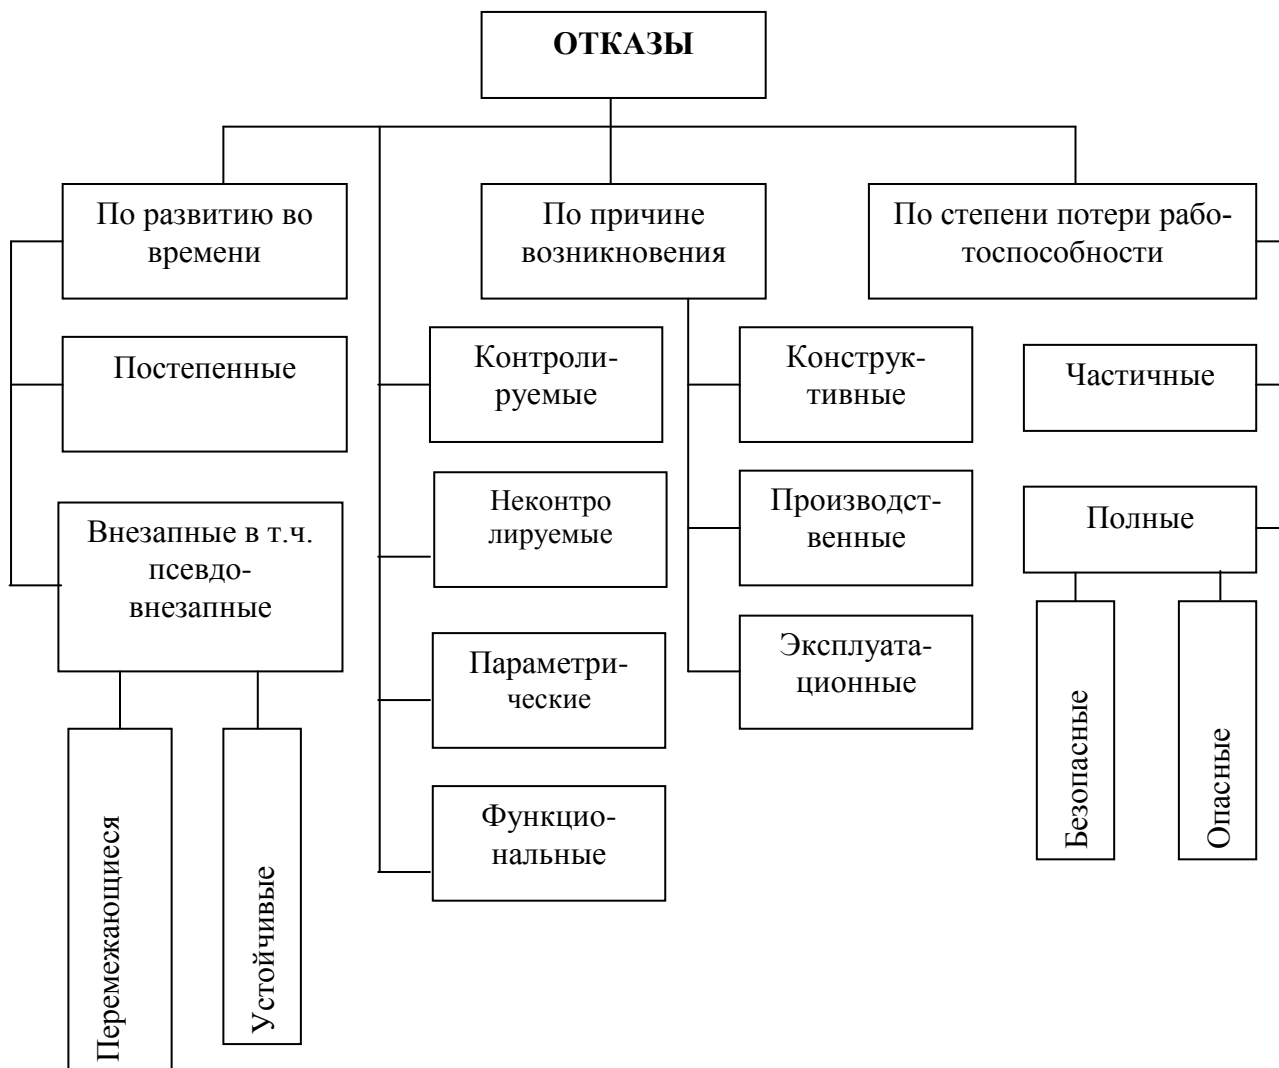 ОТКАЗЫ
По развитию во
времени
По причине
возникновения
По степени потери рабо-
тоспособности
Постепенные
Контроли-
руемые
Конструк-
тивные
Частичные
Внезапные в т.ч.
псевдо-
внезапные
Неконтро
лируемые
Производст-
венные
Полные
Параметри-
ческие
Эксплуата-
ционные
Безопасные
Опасные
Функцио-
нальные
Перемежающиеся
Устойчивые